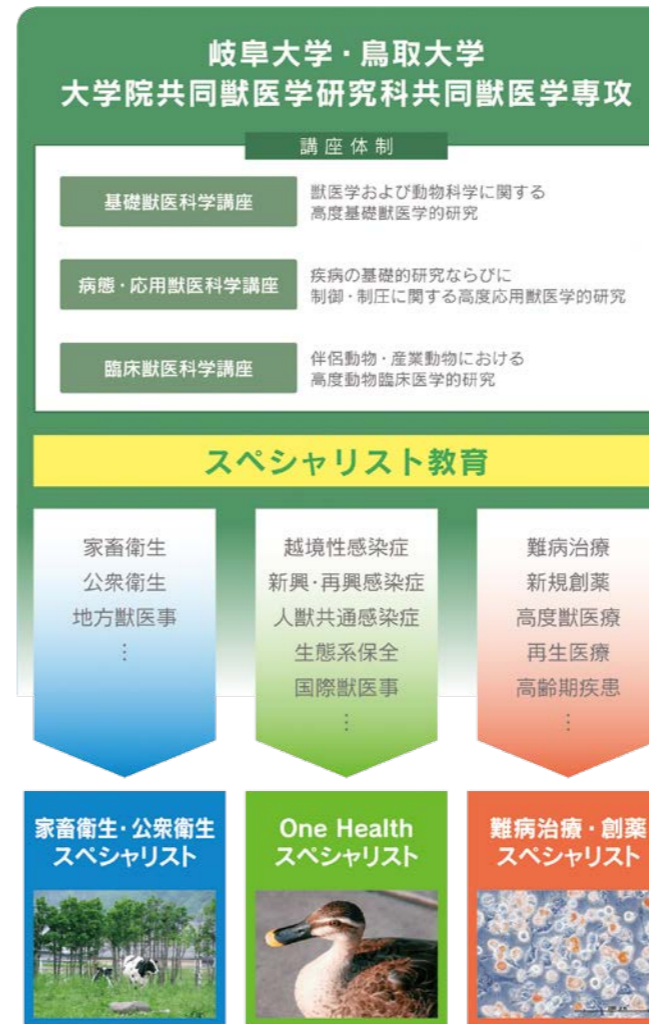 岐阜大学・鳥取大学
大学院共同獣医学研究科共同獣医学専攻
講座体制
基礎獣医科学講座
獣医学および動物科学に関する
高度基礎獣医学的研究
病態・応用獣医科学講座
疾病の基礎的研究ならびに
制御・制圧に関する高度応用獣医学的研究
臨床獣医科学講座
伴侶動物・産業動物における
高度動物臨床医学的研究
スペシャリスト教育
家畜衛生
公衆衛生
地方獣医事
⋮
越境性感染症
新興・再興感染症
人獣共通感染症
生態系保全
国際獣医事
⋮
難病治療
新規創薬
高度獣医療
再生医療
高齢期疾患
⋮
家畜衛生・公衆衛生
スペシャリスト
One Health
スペシャリスト
難病治療・創薬
スペシャリスト